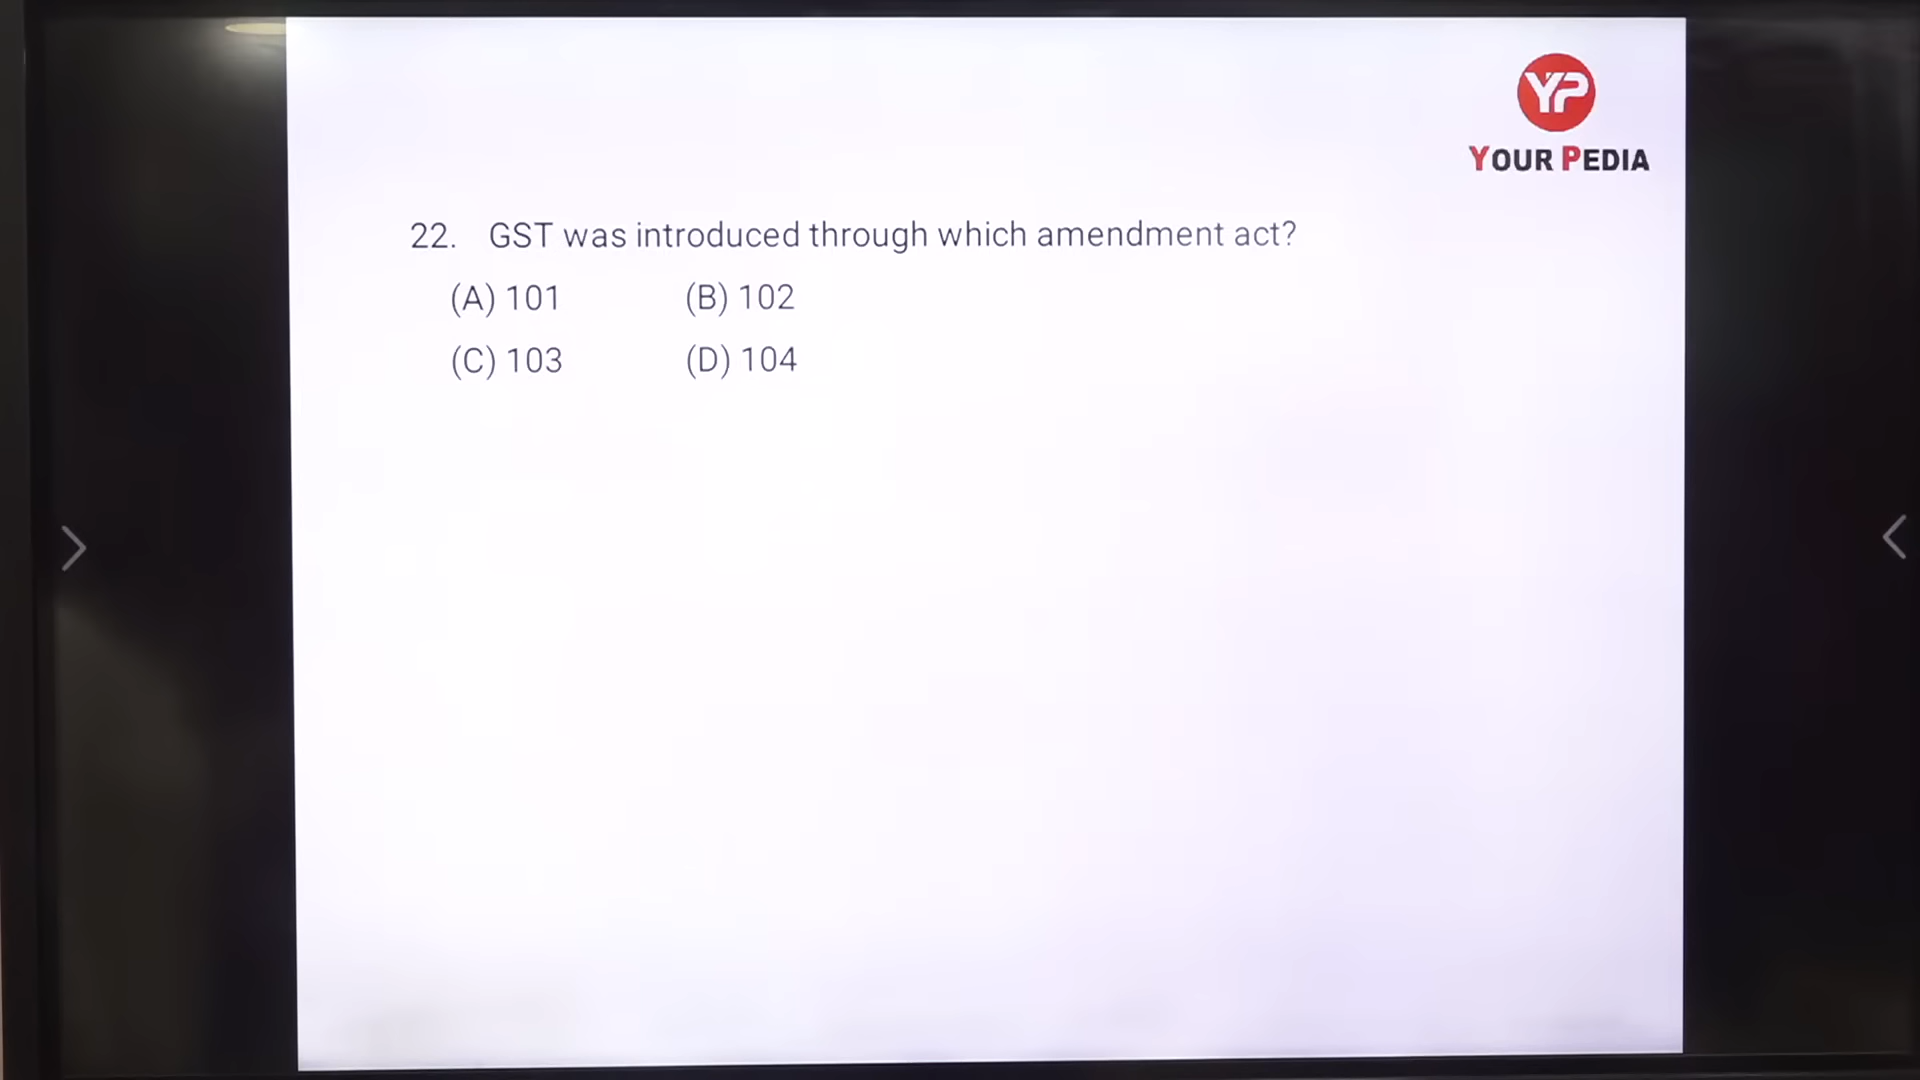 YP
YOUR PEDIA
22. GST was introduced through which amendment act?
(A) 101 (B) 102
(C) 103 (D) 104